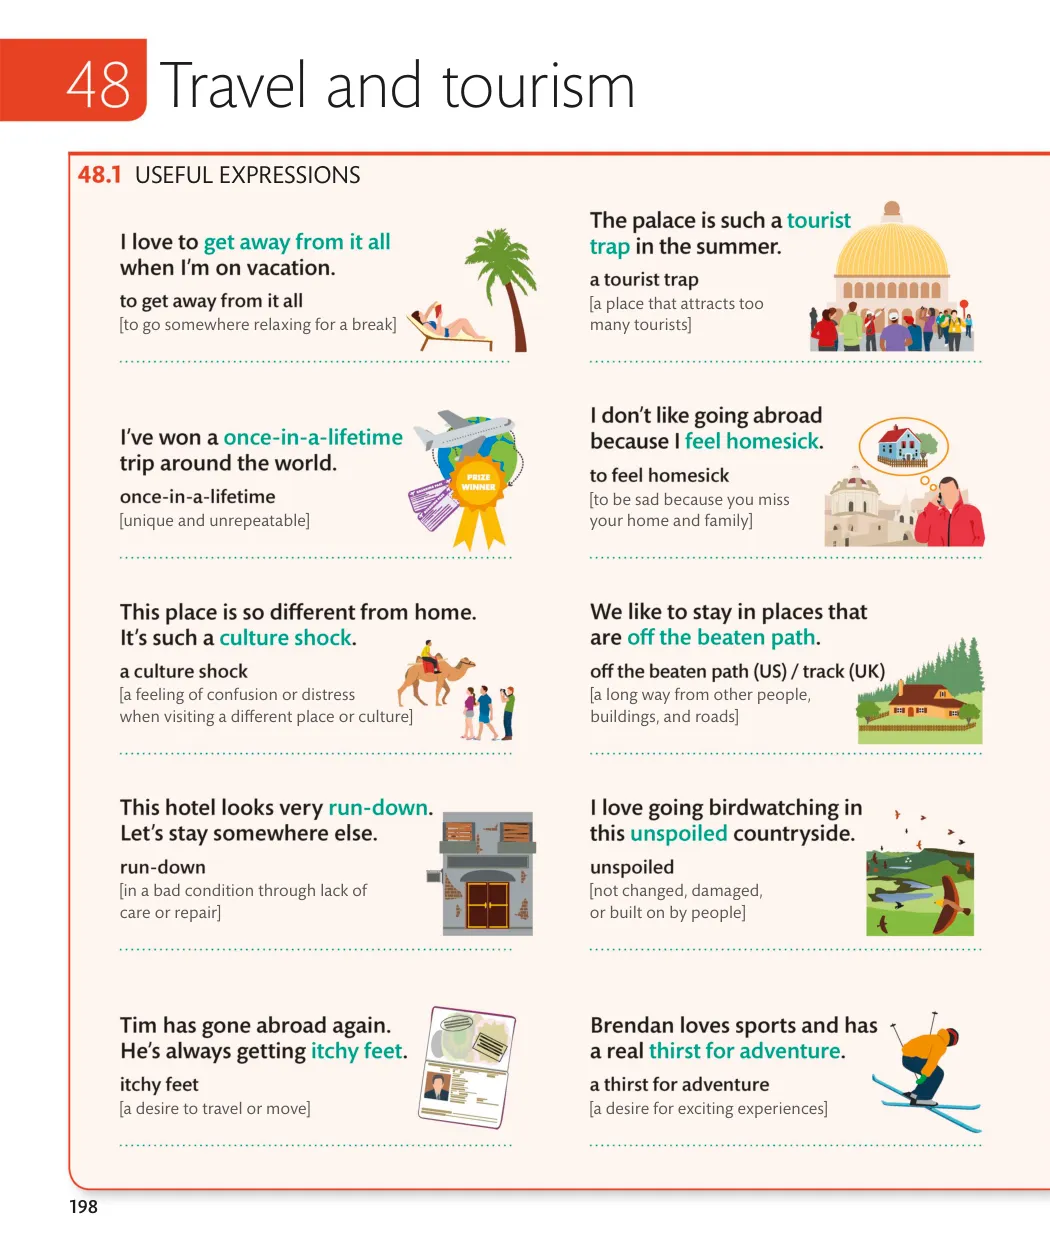 48 Travel and tourism
48.1 USEFUL EXPRESSIONS
I love to get away from it all
when I'm on vacation.
to get away from it all
[to go somewhere relaxing for a break]
The palace is such a tourist
trap in the summer.
a tourist trap
[a place that attracts too
many tourists]
I've won a once-in-a-lifetime
trip around the world.
once-in-a-lifetime
[unique and unrepeatable]
PRIZE
WINNER
I don't like going abroad
because I feel homesick.
to feel homesick
[to be sad because you miss
your home and family]
This place is so different from home.
It's such a culture shock.
a culture shock
[a feeling of confusion or distress
when visiting a different place or culture]
We like to stay in places that
are off the beaten path.
off the beaten path (US) / track (UK)
[a long way from other people,
buildings, and roads]
This hotel looks very run-down.
Let's stay somewhere else.
run-down
[in a bad condition through lack of
care or repair]
I love going birdwatching in
this unspoiled countryside.
unspoiled
[not changed, damaged,
or built on by people]
Tim has gone abroad again.
He's always getting itchy feet.
itchy feet
[a desire to travel or move]
Brendan loves sports and has
a real thirst for adventure.
a thirst for adventure
[a desire for exciting experiences]
198